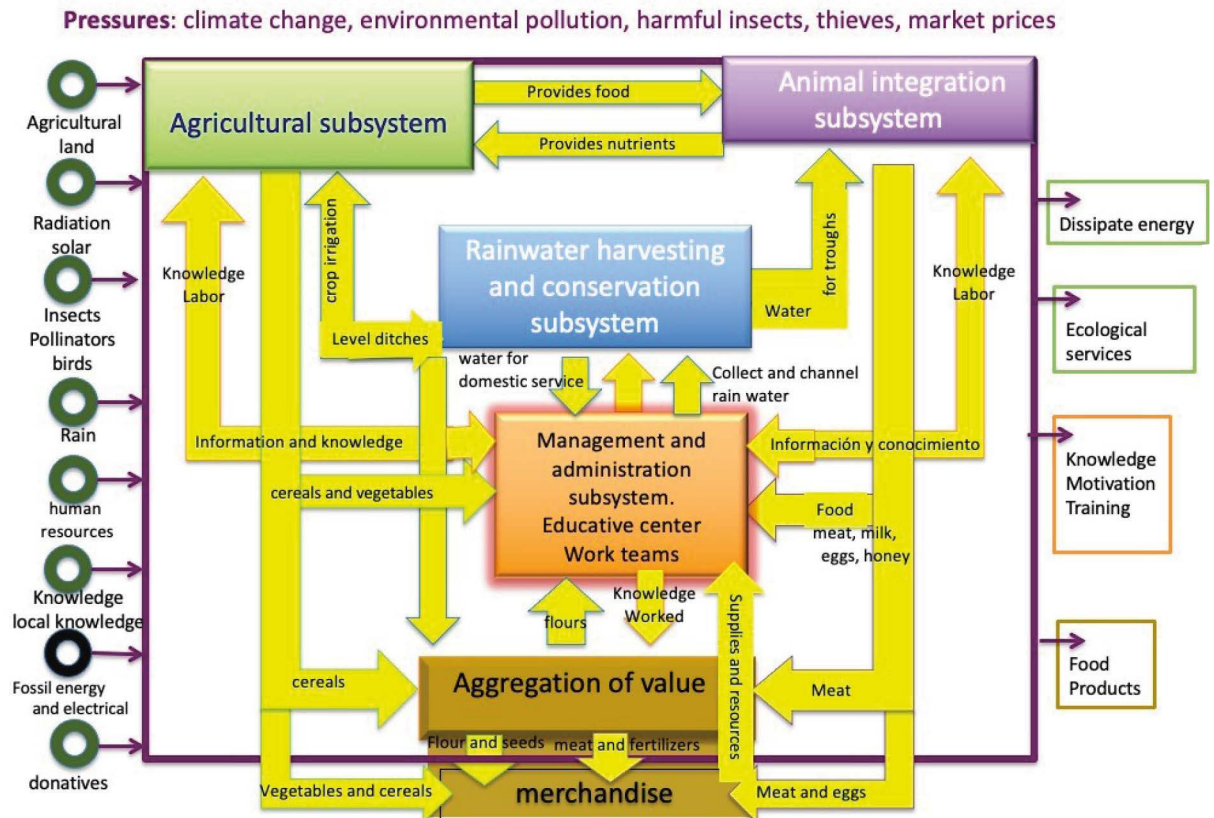 Pressures: climate change, environmental pollution, harmful insects, thieves, market prices
Agricultural
land
Radiation
solar
Insects
Pollinators
birds
Rain
human
resources
Knowledge
local knowledge
Fossil energy
and electrical
donatives
Agricultural subsystem
Provides food
Provides nutrients
Animal integration
subsystem
Knowledge
Labor
crop irrigation
Level ditches
Rainwater harvesting
and conservation
subsystem
Water
for troughs
Knowledge
Labor
water for
domestic service
Collect and channel
rain water
Information and knowledge
cereals and vegetables
Management and
administration
subsystem.
Educative center
Work teams
Información y conocimiento
Food
meat, milk,
eggs, honey
flours
Knowledge
Worked
Supplies and resources
cereals
Aggregation of value
Meat
Flour and seeds
meat and fertilizers
Vegetables and cereals
merchandise
Meat and eggs
Dissipate energy
Ecological
services
Knowledge
Motivation
Training
Food
Products